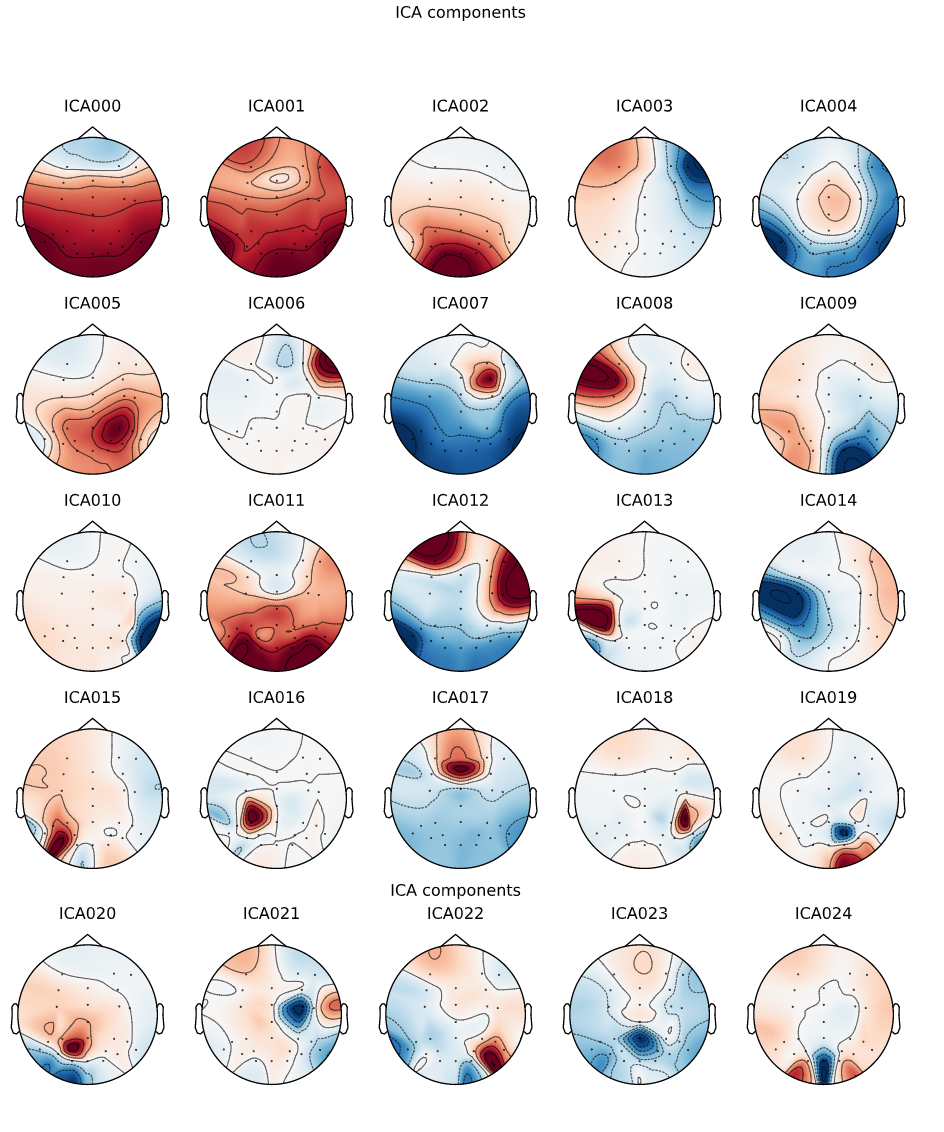 ICA components
ICA000 ICA001 ICA002 ICA003 ICA004
ICA005 ICA006 ICA007 ICA008 ICA009
ICA010 ICA011 ICA012 ICA013 ICA014
ICA015 ICA016 ICA017 ICA018 ICA019
ICA components
ICA020 ICA021 ICA022 ICA023 ICA024